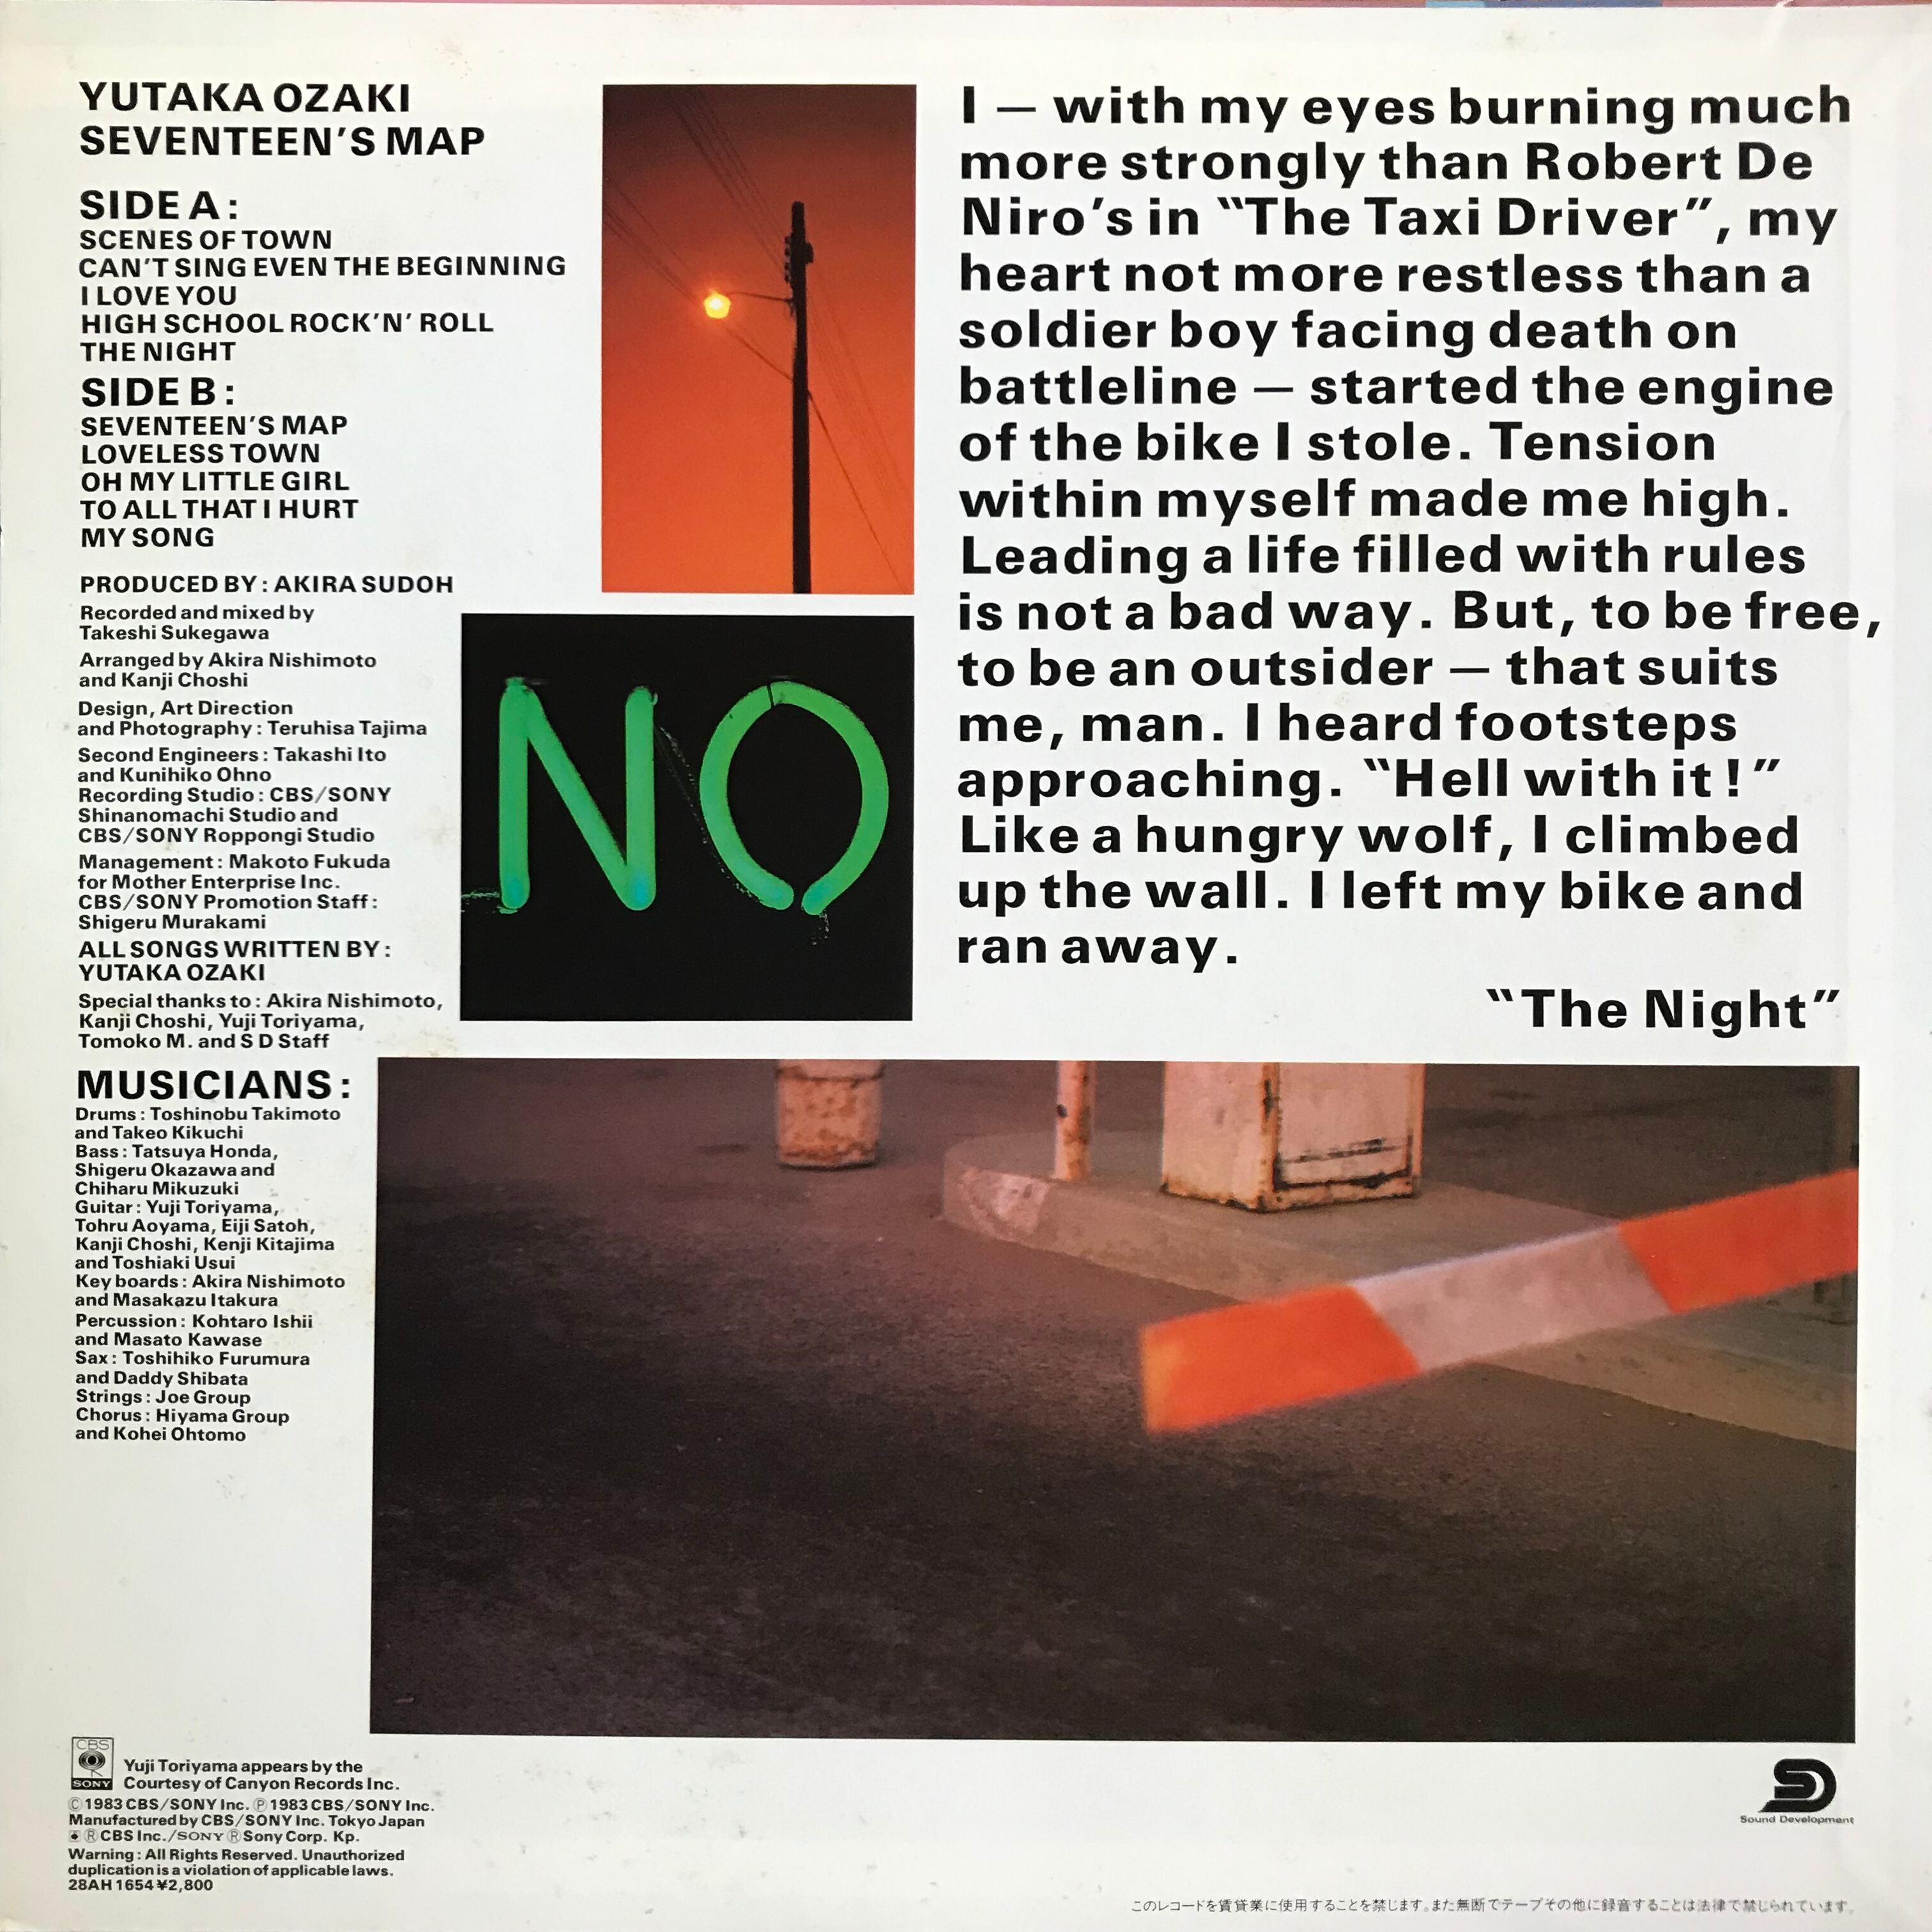 YUTAKA OZAKI
SEVENTEEN'S MAP
SIDE A:
SCENES OF TOWN
CAN'T SING EVEN THE BEGINNING
I LOVE YOU
HIGH SCHOOL ROCK'N' ROLL
THE NIGHT
SIDE B:
SEVENTEEN'S MAP
LOVELESS TOWN
OH MY LITTLE GIRL
TO ALL THAT I HURT
MY SONG
PRODUCED BY: AKIRA SUDOH
Recorded and mixed by
Takeshi Sukegawa
Arranged by Akira Nishimoto
and Kanji Choshi
Design, Art Direction
and Photography: Teruhisa Tajima
Second Engineers: Takashi Ito
and Kunihiko Ohno
Recording Studio: CBS/SONY
Shinanomachi Studio and
CBS/SONY Roppongi Studio
Management: Makoto Fukuda
for Mother Enterprise Inc.
CBS/SONY Promotion Staff:
Shigeru Murakami
ALL SONGS WRITTEN BY:
YUTAKA OZAKI
Special thanks to: Akira Nishimoto,
Kanji Choshi, Yuji Toriyama,
Tomoko M. and S D Staff
MUSICIANS:
Drums: Toshinobu Takimoto
and Takeo Kikuchi
Bass: Tatsuya Honda,
Shigeru Okazawa and
Chiharu Mikuzuki
Guitar: Yuji Toriyama,
Tohru Aoyama, Eiji Satoh,
Kanji Choshi, Kenji Kitajima
and Toshiaki Usui
Key boards: Akira Nishimoto
and Masakazu Itakura
Percussion: Kohtaro Ishii
and Masato Kawase
Sax: Toshihiko Furumura
and Daddy Shibata
Strings: Joe Group
Chorus: Hiyama Group
and Kohei Ohtomo
NO
I — with my eyes burning much
more strongly than Robert De
Niro's in "The Taxi Driver", my
heart not more restless than a
soldier boy facing death on
battleline — started the engine
of the bike I stole. Tension
within myself made me high.
Leading a life filled with rules
is not a bad way. But, to be free,
to be an outsider — that suits
me, man. I heard footsteps
approaching. "Hell with it!"
Like a hungry wolf, I climbed
up the wall. I left my bike and
ran away.
"The Night"
CBS
SONY
Yuji Toriyama appears by the
Courtesy of Canyon Records Inc.
Ⓒ1983 CBS/SONY Inc. Ⓟ1983 CBS/SONY Inc.
Manufactured by CBS/SONY Inc. Tokyo Japan
Ⓡ CBS Inc./SONY Ⓡ Sony Corp. Kp.
Warning: All Rights Reserved. Unauthorized
duplication is a violation of applicable laws.
28AH 1654 ¥2,800
Sound Development
このレコードを賃貸業に使用することを禁じます。また無断でテープその他に録音することは法律で禁じられています。